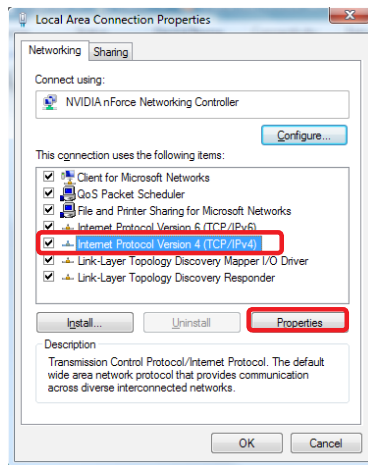 Local Area Connection Properties
Networking
Sharing
Connect using:
NVIDIA nForce Networking Controller
Configure...
This connection uses the following items:
Client for Microsoft Networks
QoS Packet Scheduler
File and Printer Sharing for Microsoft Networks
Internet Protocol Version 6 (TCP/IPv6)
Internet Protocol Version 4 (TCP/IPv4)
Link-Layer Topology Discovery Mapper I/O Driver
Link-Layer Topology Discovery Responder
Install...
Uninstall
Properties
Description
Transmission Control Protocol/Internet Protocol. The default
wide area network protocol that provides communication
across diverse interconnected networks.
OK
Cancel